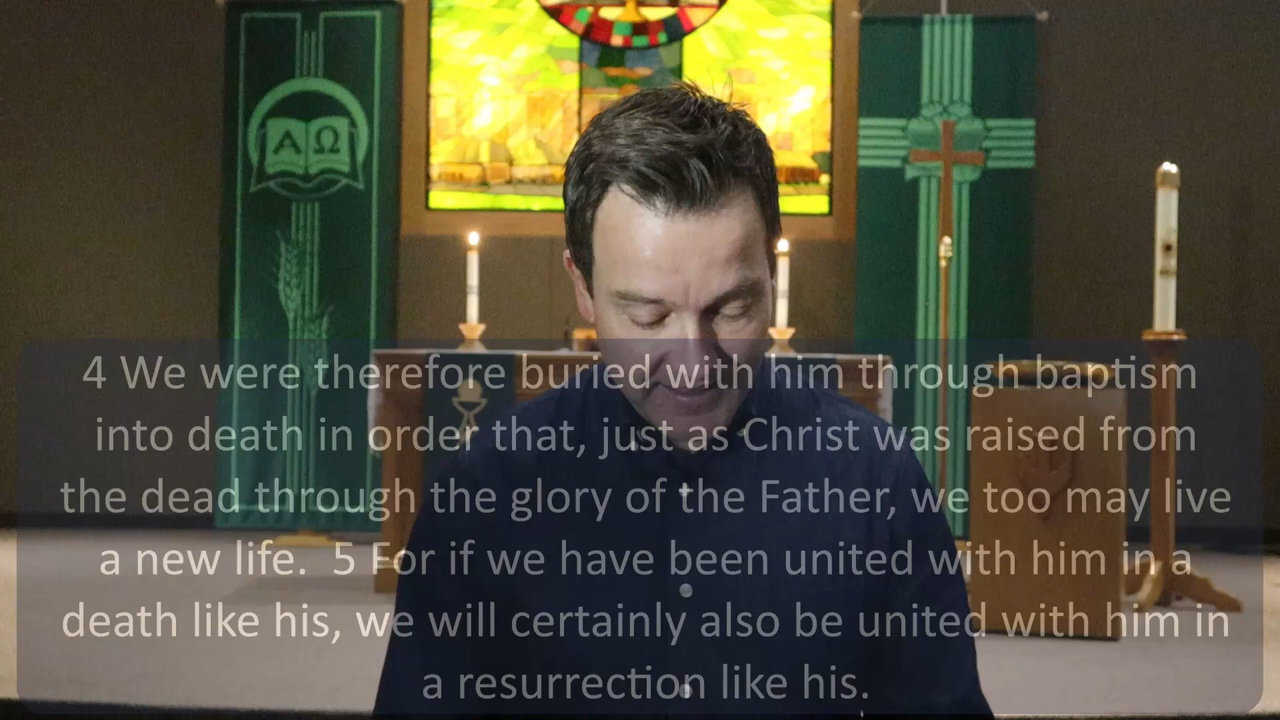 Α Ω
4 We were therefore buried with him through baptism
into death in order that, just as Christ was raised from
the dead through the glory of the Father, we too may live
a new life.  5 For if we have been united with him in a
death like his, we will certainly also be united with him in
a resurrection like his.